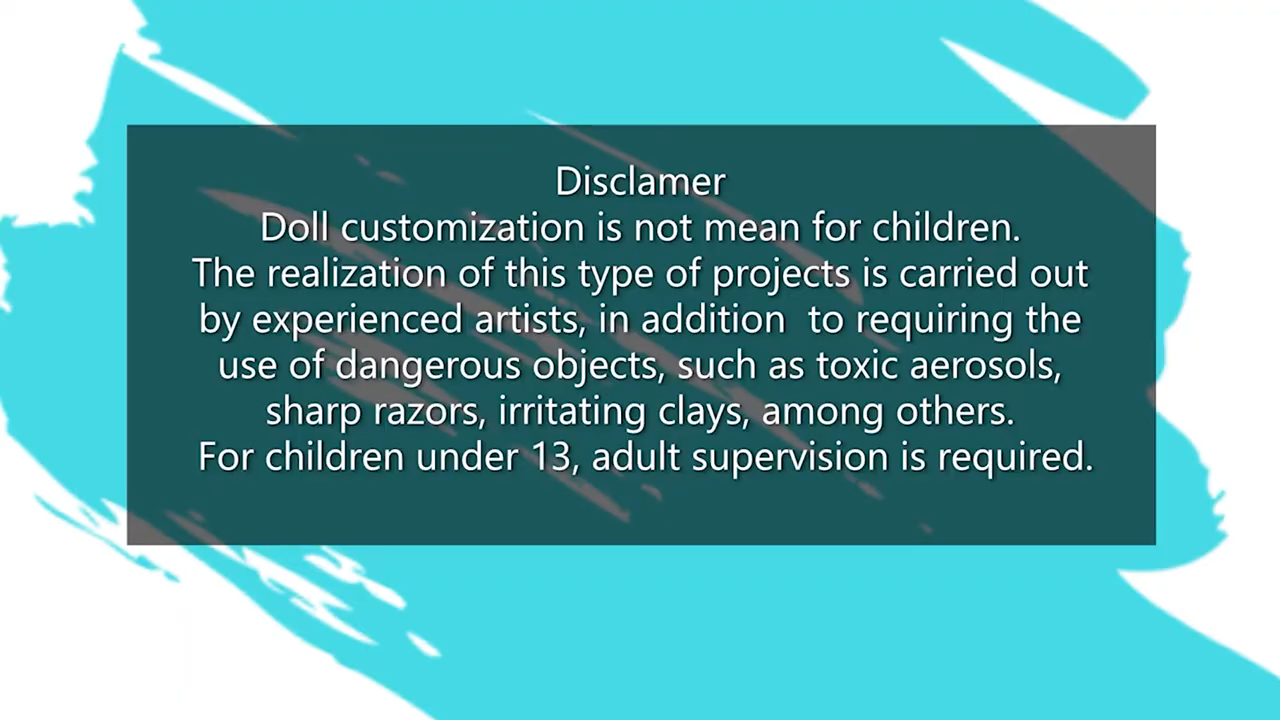 Disclamer
Doll customization is not mean for children.
The realization of this type of projects is carried out
by experienced artists, in addition  to requiring the
use of dangerous objects, such as toxic aerosols,
sharp razors, irritating clays, among others.
For children under 13, adult supervision is required.